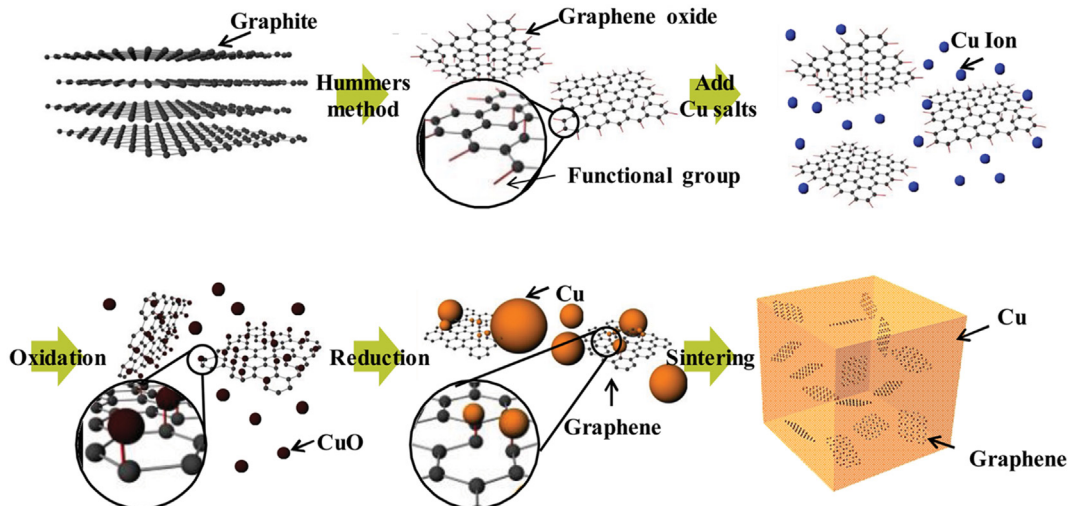 Graphite
Hummers
method
Graphene oxide
Functional group
Add
Cu salts
Cu Ion
Oxidation
CuO
Reduction
Cu
Graphene
Sintering
Cu
Graphene